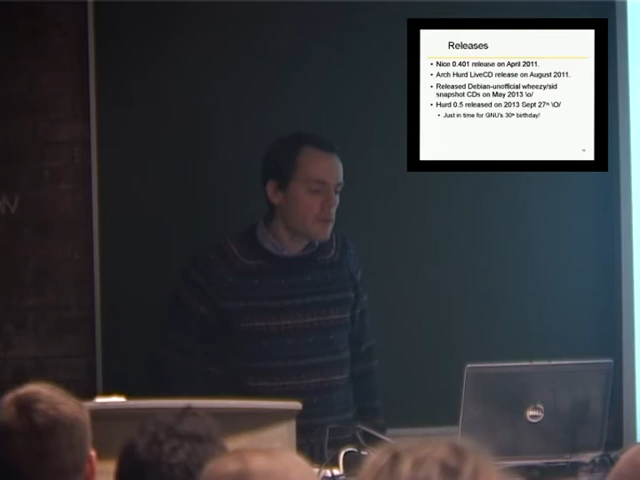 Releases
• Nice 0.401 release on April 2011.
• Arch Hurd LiveCD release on August 2011.
• Released Debian-unofficial wheezy/sid
snapshot CDs on May 2013 \o/
• Hurd 0.5 released on 2013 Sept 27th \O/
• Just in time for GNU's 30th birthday!
DELL